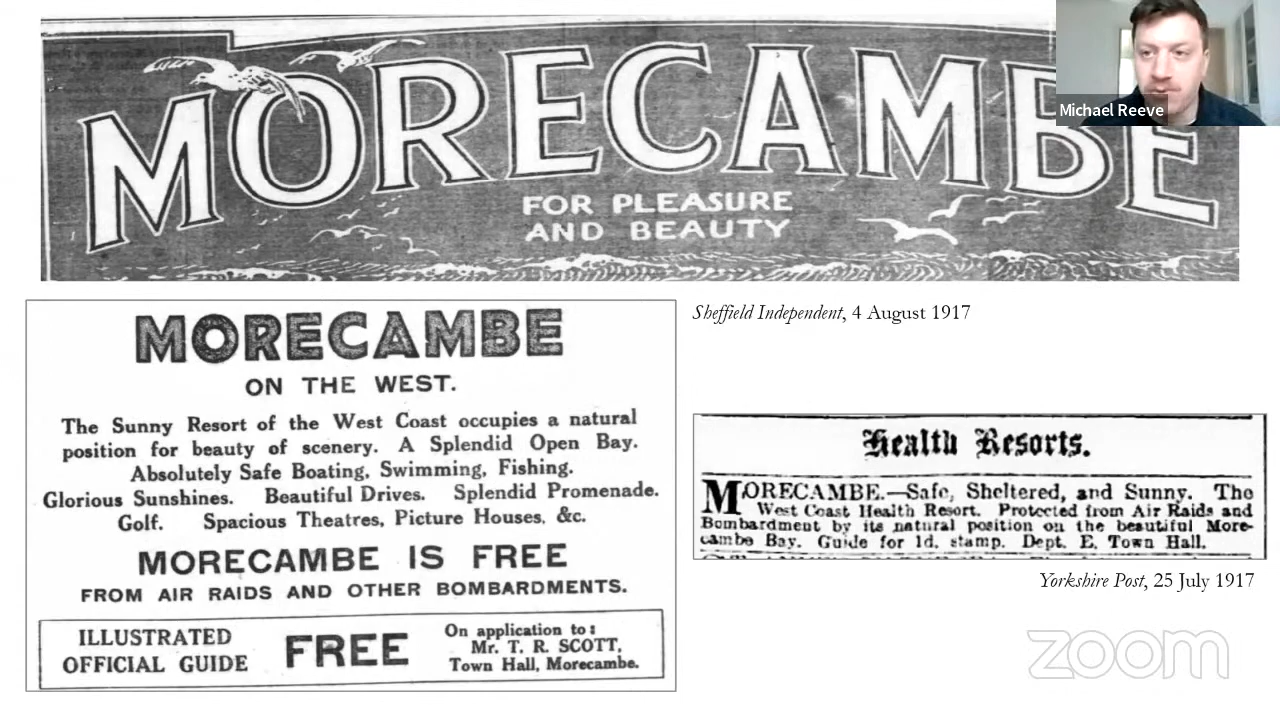 MORECAMBE
FOR PLEASURE
AND BEAUTY
Michael Reeve
Sheffield Independent, 4 August 1917
MORECAMBE
ON THE WEST.
The Sunny Resort of the West Coast occupies a natural
position for beauty of scenery. A Splendid Open Bay.
Absolutely Safe Boating, Swimming, Fishing.
Glorious Sunshines. Beautiful Drives. Splendid Promenade.
Golf. Spacious Theatres, Picture Houses, &c.
MORECAMBE IS FREE
FROM AIR RAIDS AND OTHER BOMBARDMENTS.
ILLUSTRATED
OFFICIAL GUIDE
FREE
On application to:
Mr. T. R. SCOTT,
Town Hall, Morecambe.
Health Resorts.
MORECAMBE.—Safe, Sheltered, and Sunny. The
West Coast Health Resort. Protected from Air Raids and
Bombardment by its natural position on the beautiful More-
cambe Bay. Guide for 1d. stamp. Dept. E, Town Hall.
Yorkshire Post, 25 July 1917
zoom